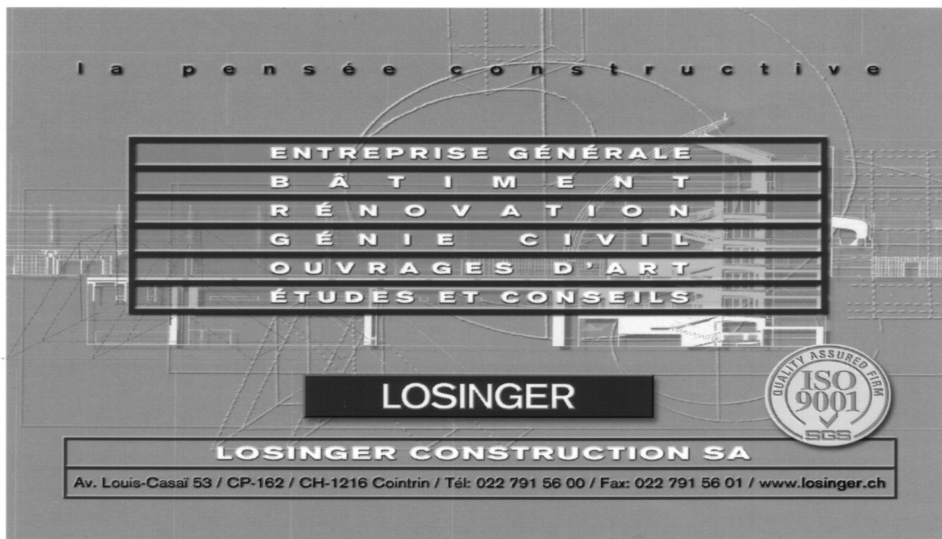 la pensée constructive
ENTREPRISE GÉNÉRALE
BÂTIMENT
RÉNOVATION
GÉNIE CIVIL
OUVRAGES D'ART
ÉTUDES ET CONSEILS
QUALITY ASSURED FIRM
ISO
9001
SGS
LOSINGER
LOSINGER CONSTRUCTION SA
Av. Louis-Casaï 53 / CP-162 / CH-1216 Cointrin / Tél: 022 791 56 00 / Fax: 022 791 56 01 / www.losinger.ch